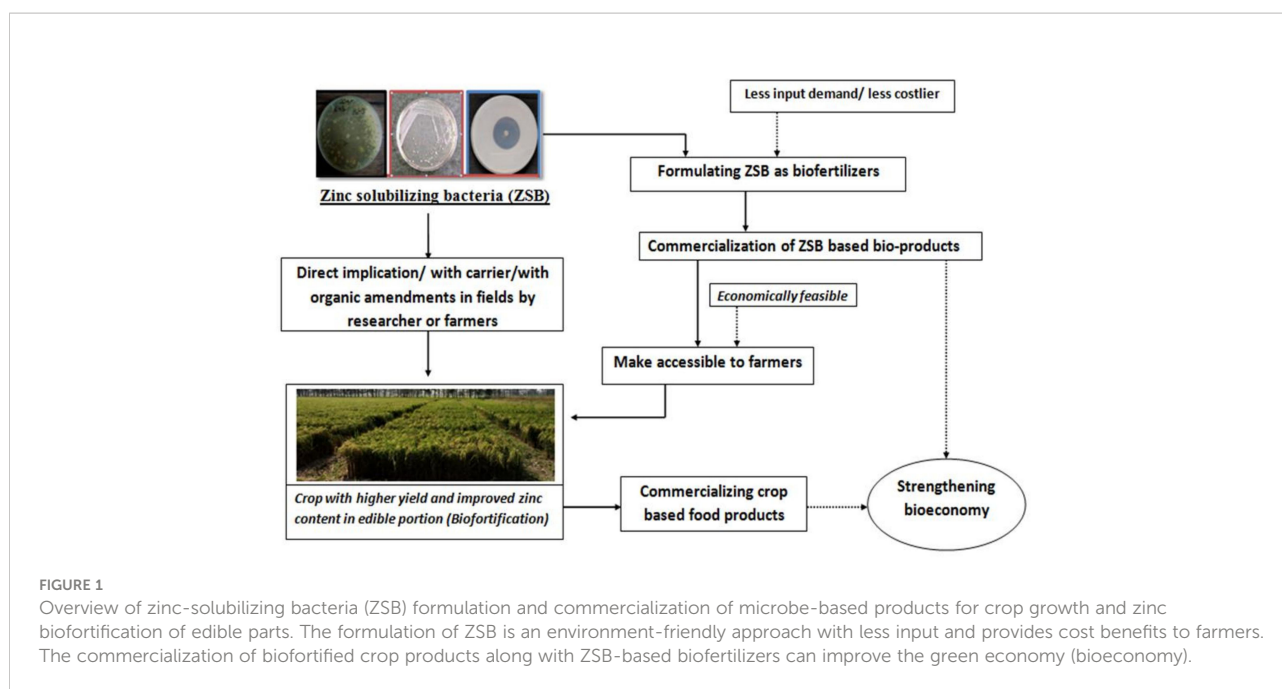 Less input demand/ less costlier
Formulating ZSB as biofertilizers
Zinc solubilizing bacteria (ZSB)
Commercialization of ZSB based bio-products
Direct implication/ with carrier/with
organic amendments in fields by
researcher or farmers
Economically feasible
Make accessible to farmers
Crop with higher yield and improved zinc
content in edible portion (Biofortification)
Commercializing crop
based food products
Strengthening
bioeconomy
FIGURE 1
Overview of zinc-solubilizing bacteria (ZSB) formulation and commercialization of microbe-based products for crop growth and zinc
biofortification of edible parts. The formulation of ZSB is an environment-friendly approach with less input and provides cost benefits to farmers.
The commercialization of biofortified crop products along with ZSB-based biofertilizers can improve the green economy (bioeconomy).